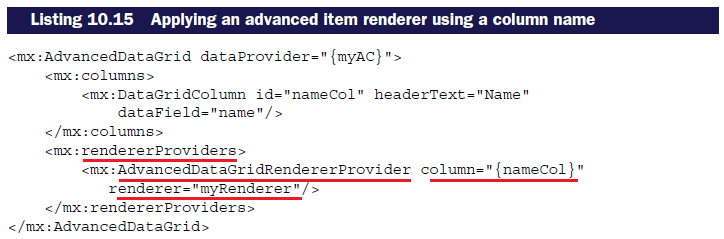 Listing 10.15 Applying an advanced item renderer using a column name
<mx:AdvancedDataGrid dataProvider="{myAC}">
<mx:columns>
<mx:DataGridColumn id="nameCol" headerText="Name"
dataField="name"/>
</mx:columns>
<mx:rendererProviders>
<mx:AdvancedDataGridRendererProvider column="{nameCol}"
renderer="myRenderer"/>
</mx:rendererProviders>
</mx:AdvancedDataGrid>